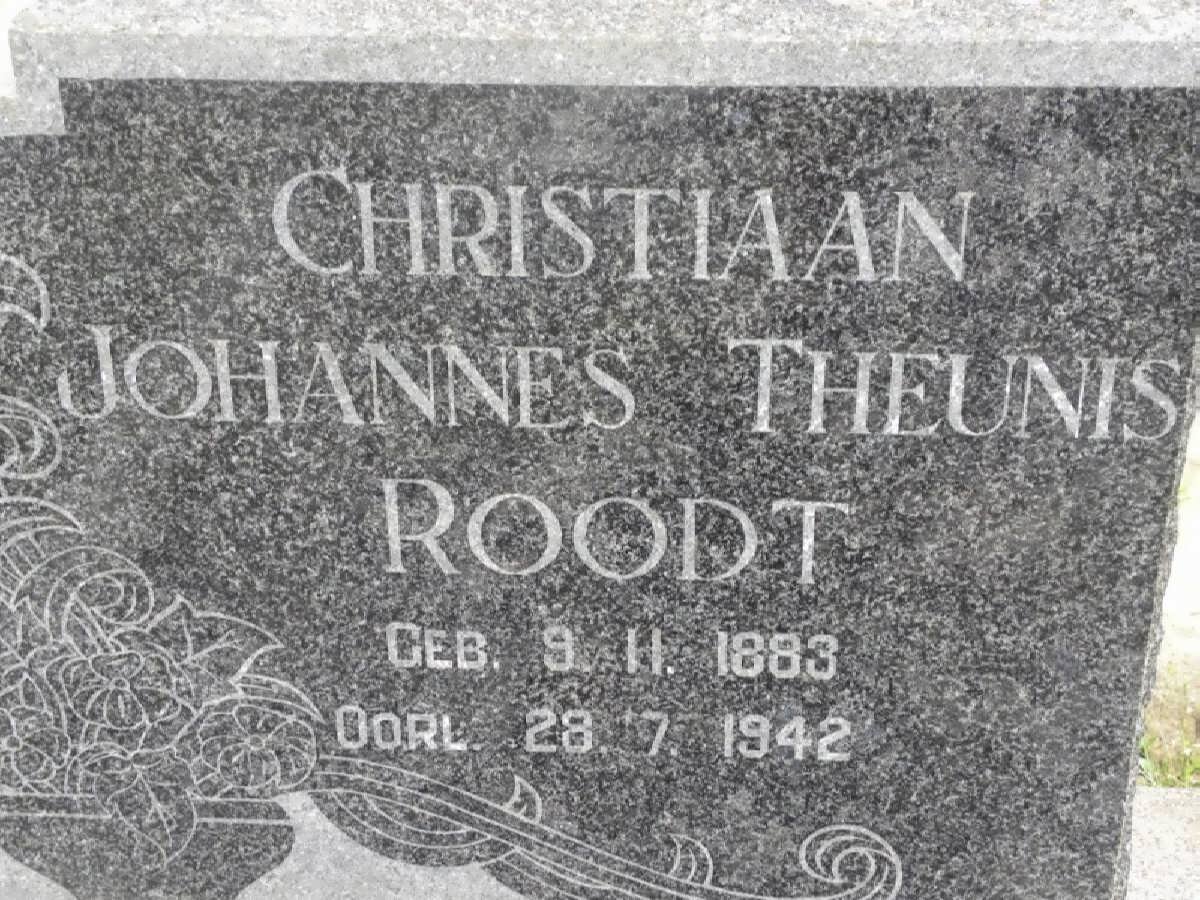 CHRISTIAAN
JOHANNES THEUNIS
ROODT
GEB. 9. 11. 1883
OORL. 28. 7. 1942